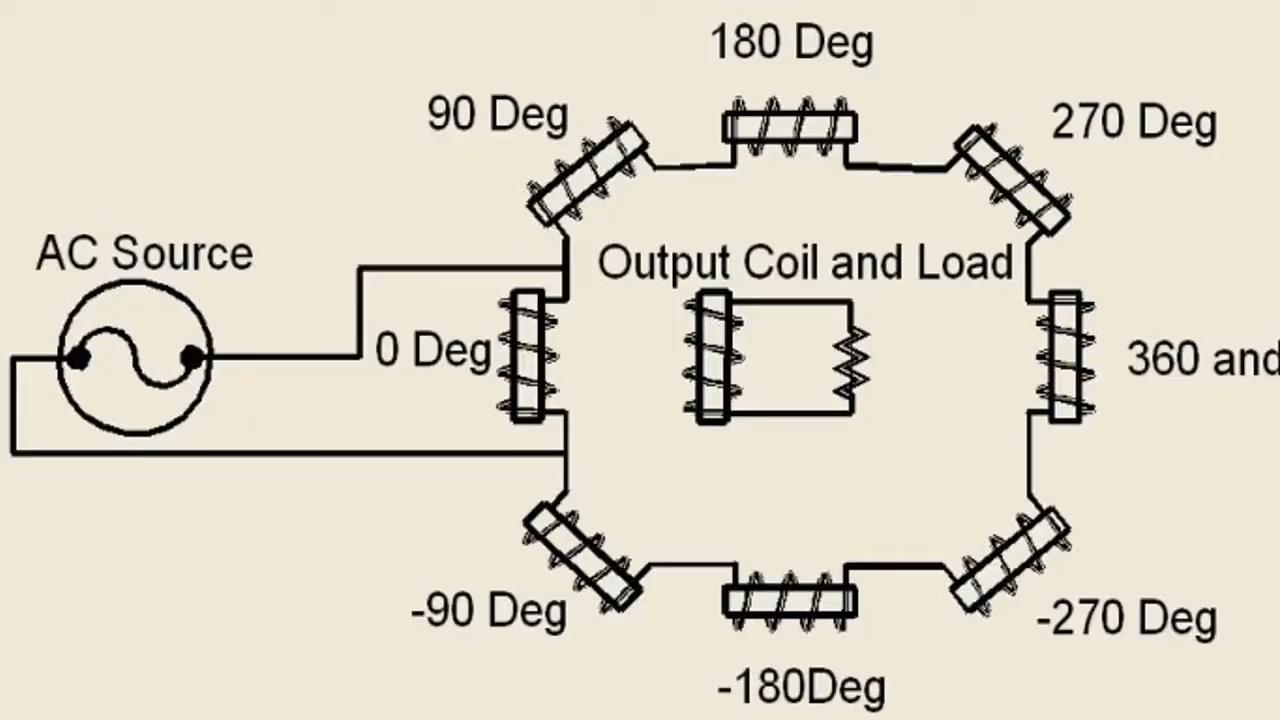 180 Deg
90 Deg
270 Deg
AC Source
Output Coil and Load
0 Deg
360 and
-90 Deg
-270 Deg
-180Deg